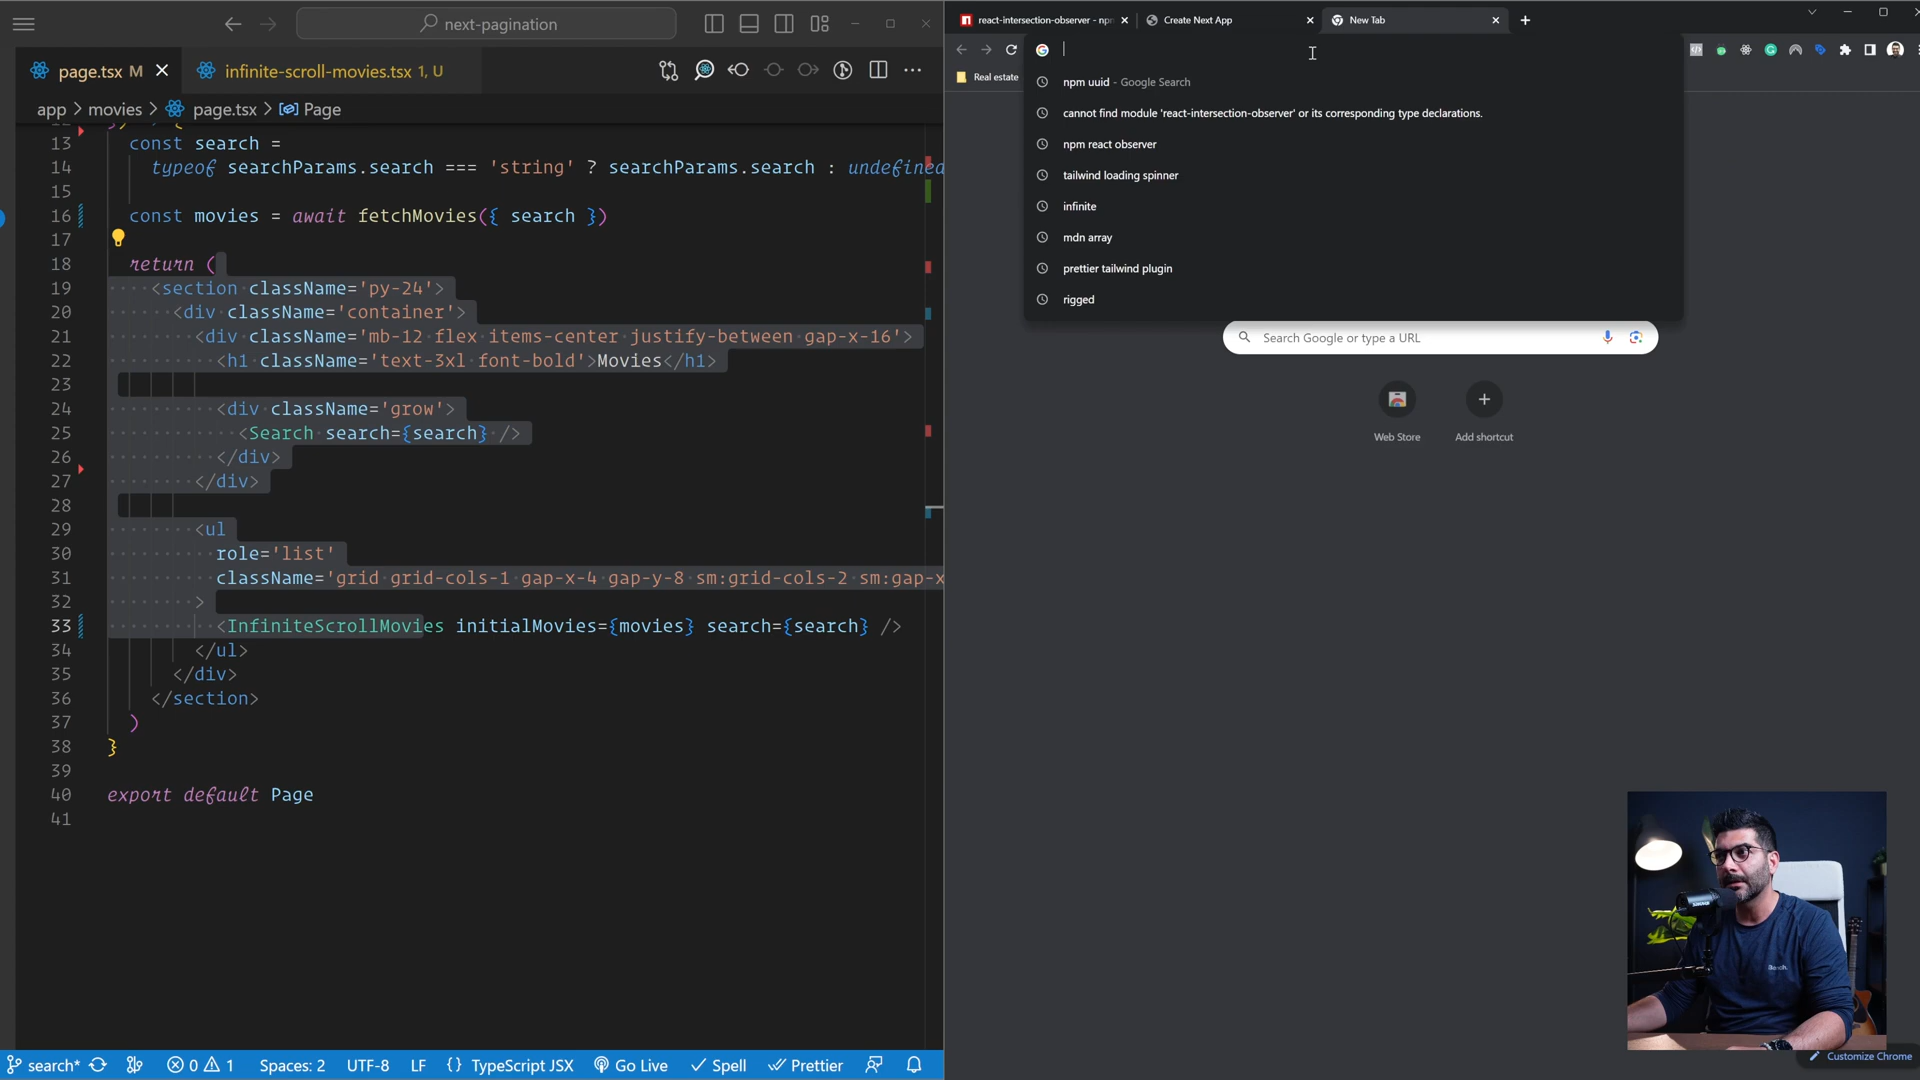 next-pagination
page.tsx M
infinite-scroll-movies.tsx 1, U
app > movies > page.tsx > Page
13 const search =
14 typeof searchParams.search === 'string' ? searchParams.search : undefined
15
16 const movies = await fetchMovies({ search })
17
18 return (
19 <section className='py-24'>
20 <div className='container'>
21 <div className='mb-12 flex items-center justify-between gap-x-16'>
22 <h1 className='text-3xl font-bold'>Movies</h1>
23
24 <div className='grow'>
25 <Search search={search} />
26 </div>
27 </div>
28
29 <ul
30 role='list'
31 className='grid grid-cols-1 gap-x-4 gap-y-8 sm:grid-cols-2 sm:gap-x
32 >
33 <InfiniteScrollMovies initialMovies={movies} search={search} />
34 </ul>
35 </div>
36 </section>
37 )
38 }
39
40 export default Page
41
search* 0 1 Spaces: 2 UTF-8 LF {} TypeScript JSX Go Live Spell Prettier
react-intersection-observer - npm
Create Next App
New Tab
Real estate
npm uuid - Google Search
cannot find module 'react-intersection-observer' or its corresponding type declarations.
npm react observer
tailwind loading spinner
infinite
mdn array
prettier tailwind plugin
rigged
Search Google or type a URL
Web Store
Add shortcut
Customize Chrome